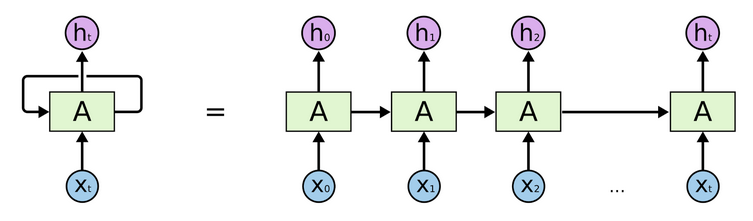 hₜ h₀ h₁ h₂ hₜ
A = A A A A
xₜ x₀ x₁ x₂ ... xₜ